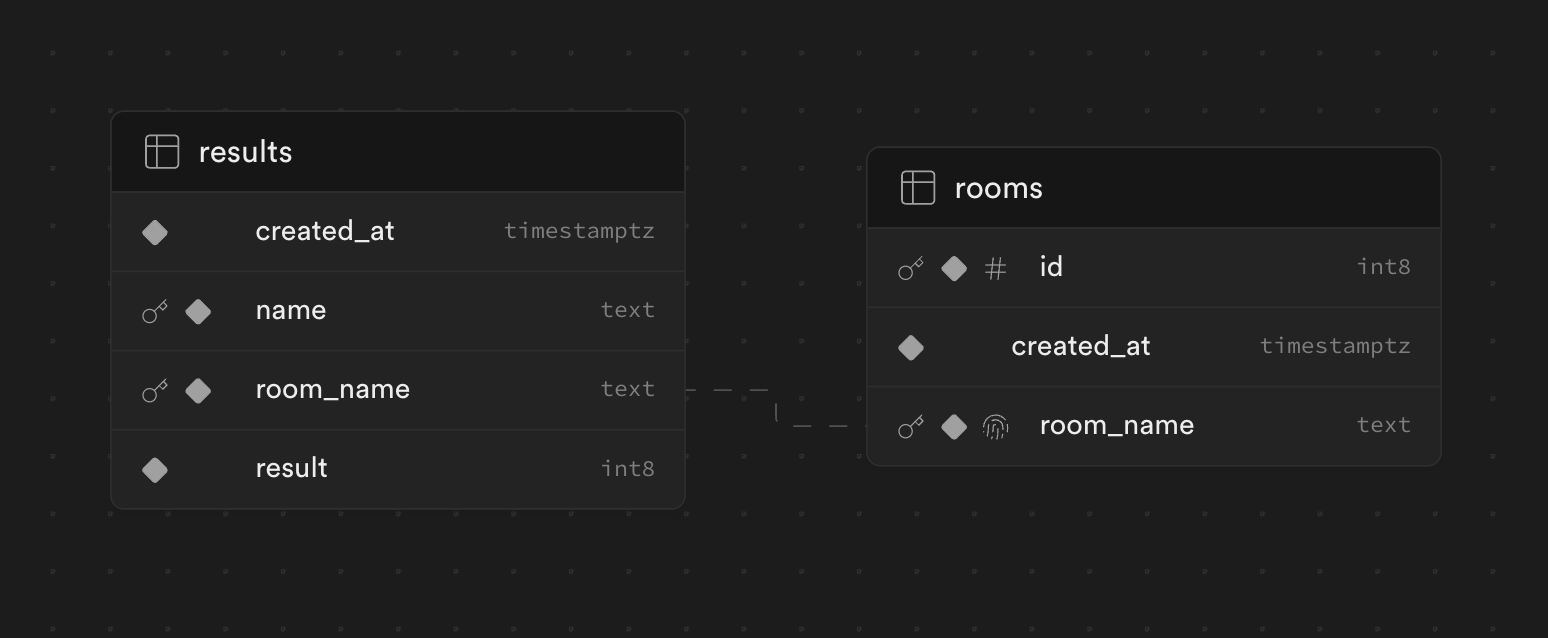 results
created_at timestamptz
name text
room_name text
result int8
rooms
# id int8
created_at timestamptz
room_name text